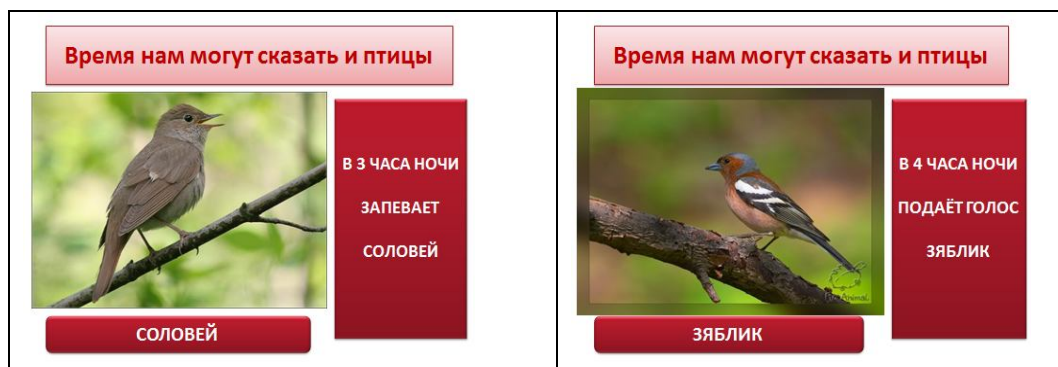 Время нам могут сказать и птицы
В 3 ЧАСА НОЧИ
ЗАПЕВАЕТ
СОЛОВЕЙ
СОЛОВЕЙ
Время нам могут сказать и птицы
В 4 ЧАСА НОЧИ
ПОДАЁТ ГОЛОС
ЗЯБЛИК
ЗЯБЛИК